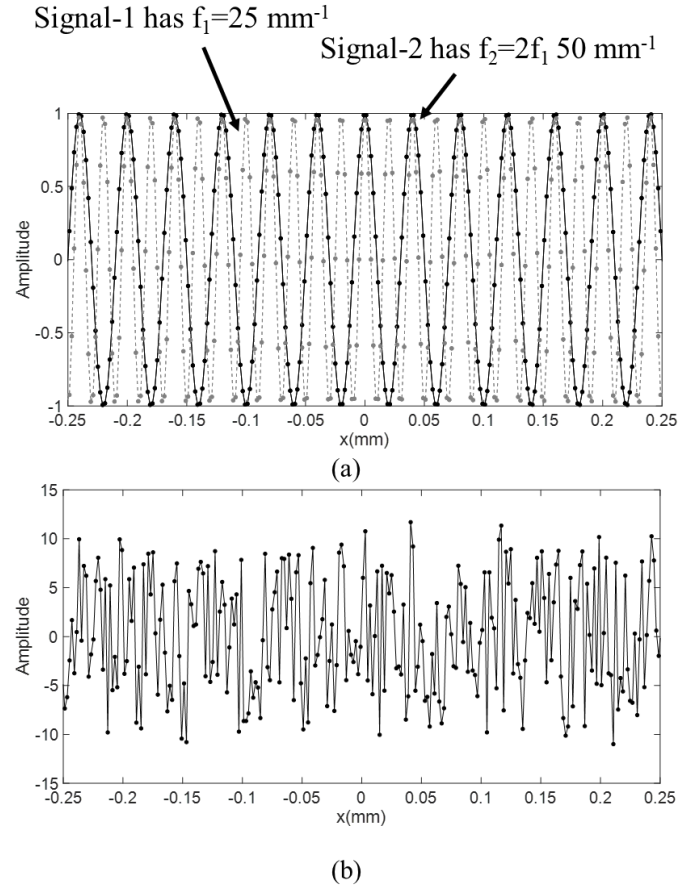 Signal-1 has f1=25 mm-1
Signal-2 has f2=2f1 50 mm-1
1
0.5
0
-0.5
-1
Amplitude
-0.25 -0.2 -0.15 -0.1 -0.05 0 0.05 0.1 0.15 0.2 0.25
x(mm)
(a)
15
10
5
0
-5
-10
-15
Amplitude
-0.25 -0.2 -0.15 -0.1 -0.05 0 0.05 0.1 0.15 0.2 0.25
x(mm)
(b)